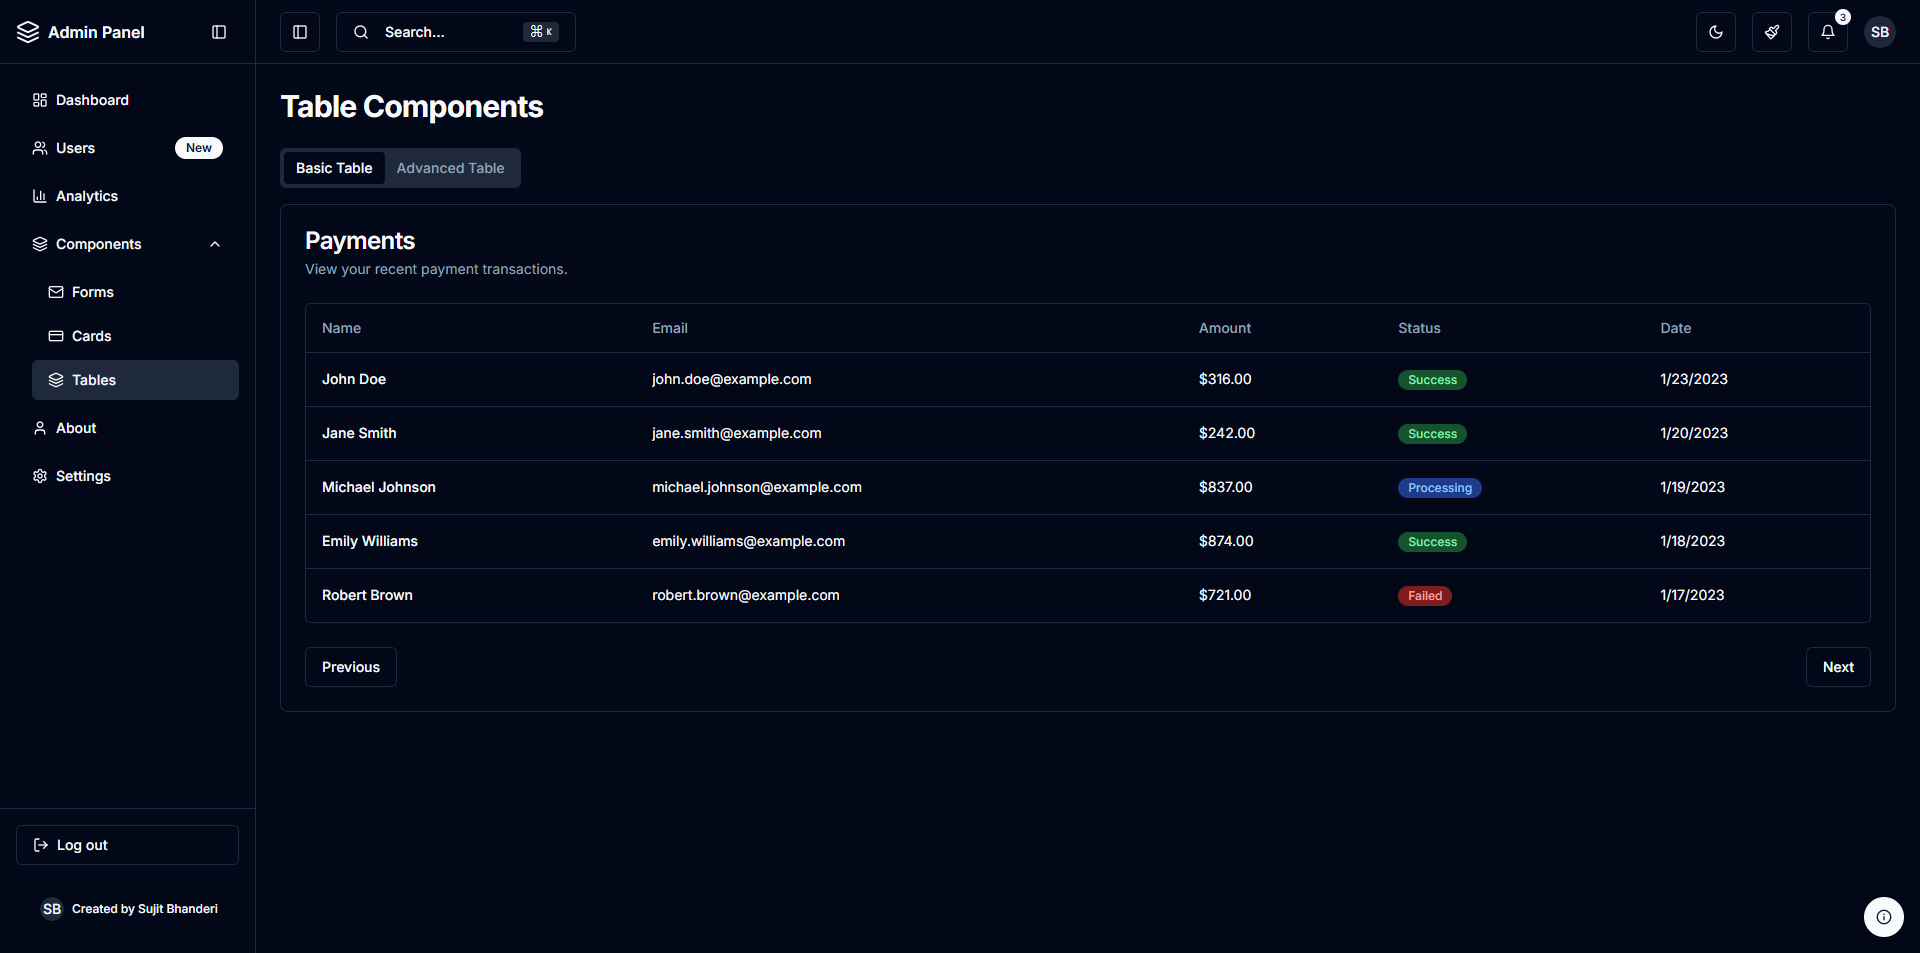 Admin Panel
Search...
⌘ K
3
SB
Dashboard
Users
New
Analytics
Components
Forms
Cards
Tables
About
Settings
Log out
SB
Created by Sujit Bhanderi
Table Components
Basic Table
Advanced Table
Payments
View your recent payment transactions.
Name Email Amount Status Date
John Doe john.doe@example.com $316.00 Success 1/23/2023
Jane Smith jane.smith@example.com $242.00 Success 1/20/2023
Michael Johnson michael.johnson@example.com $837.00 Processing 1/19/2023
Emily Williams emily.williams@example.com $874.00 Success 1/18/2023
Robert Brown robert.brown@example.com $721.00 Failed 1/17/2023
Previous
Next